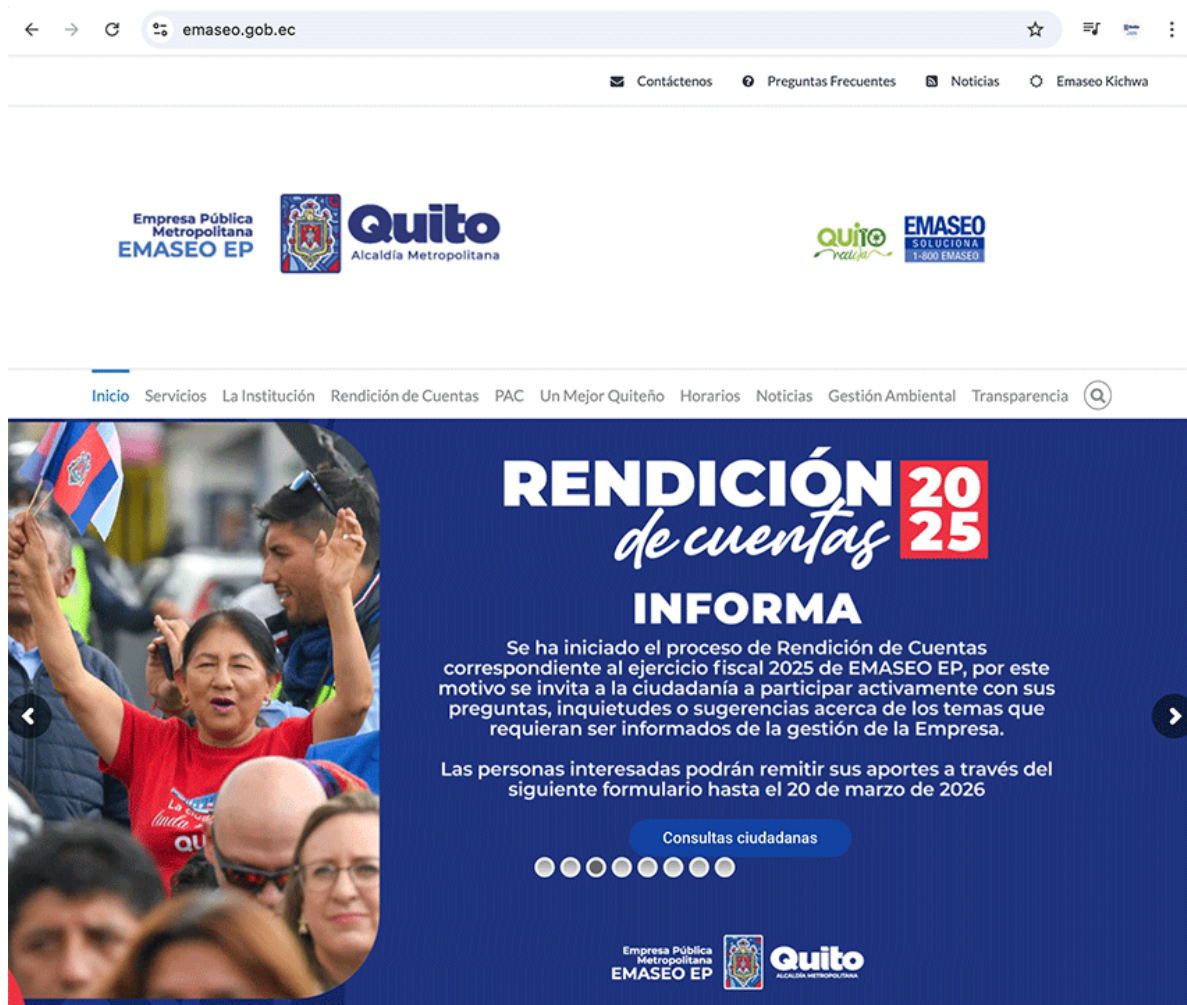 emaseo.gob.ec
Contáctenos Preguntas Frecuentes Noticias Emaseo Kichwa
Empresa Pública
Metropolitana
EMASEO EP
Quito
Alcaldía Metropolitana
QUITO
recicla
EMASEO
SOLUCIONA
1-800 EMASEO
Inicio Servicios La Institución Rendición de Cuentas PAC Un Mejor Quiteño Horarios Noticias Gestión Ambiental Transparencia
RENDICIÓN
de cuentas
20
25
INFORMA
Se ha iniciado el proceso de Rendición de Cuentas
correspondiente al ejercicio fiscal 2025 de EMASEO EP, por este
motivo se invita a la ciudadanía a participar activamente con sus
preguntas, inquietudes o sugerencias acerca de los temas que
requieran ser informados de la gestión de la Empresa.
Las personas interesadas podrán remitir sus aportes a través del
siguiente formulario hasta el 20 de marzo de 2026
Consultas ciudadanas
La
linda
QU
Empresa Pública
Metropolitana
EMASEO EP
Quito
ALCALDÍA METROPOLITANA